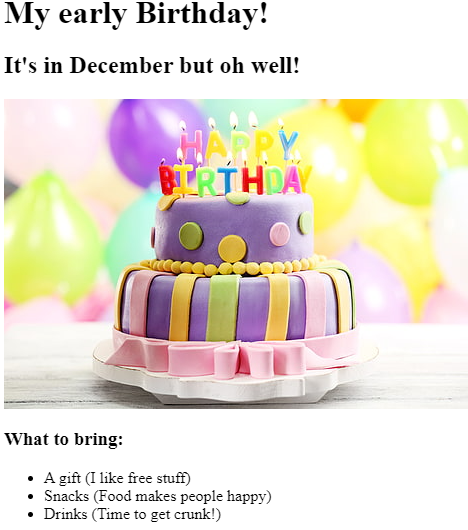 My early Birthday!
It's in December but oh well!
HAPPY
BIRTHDAY
What to bring:
A gift (I like free stuff)
Snacks (Food makes people happy)
Drinks (Time to get crunk!)